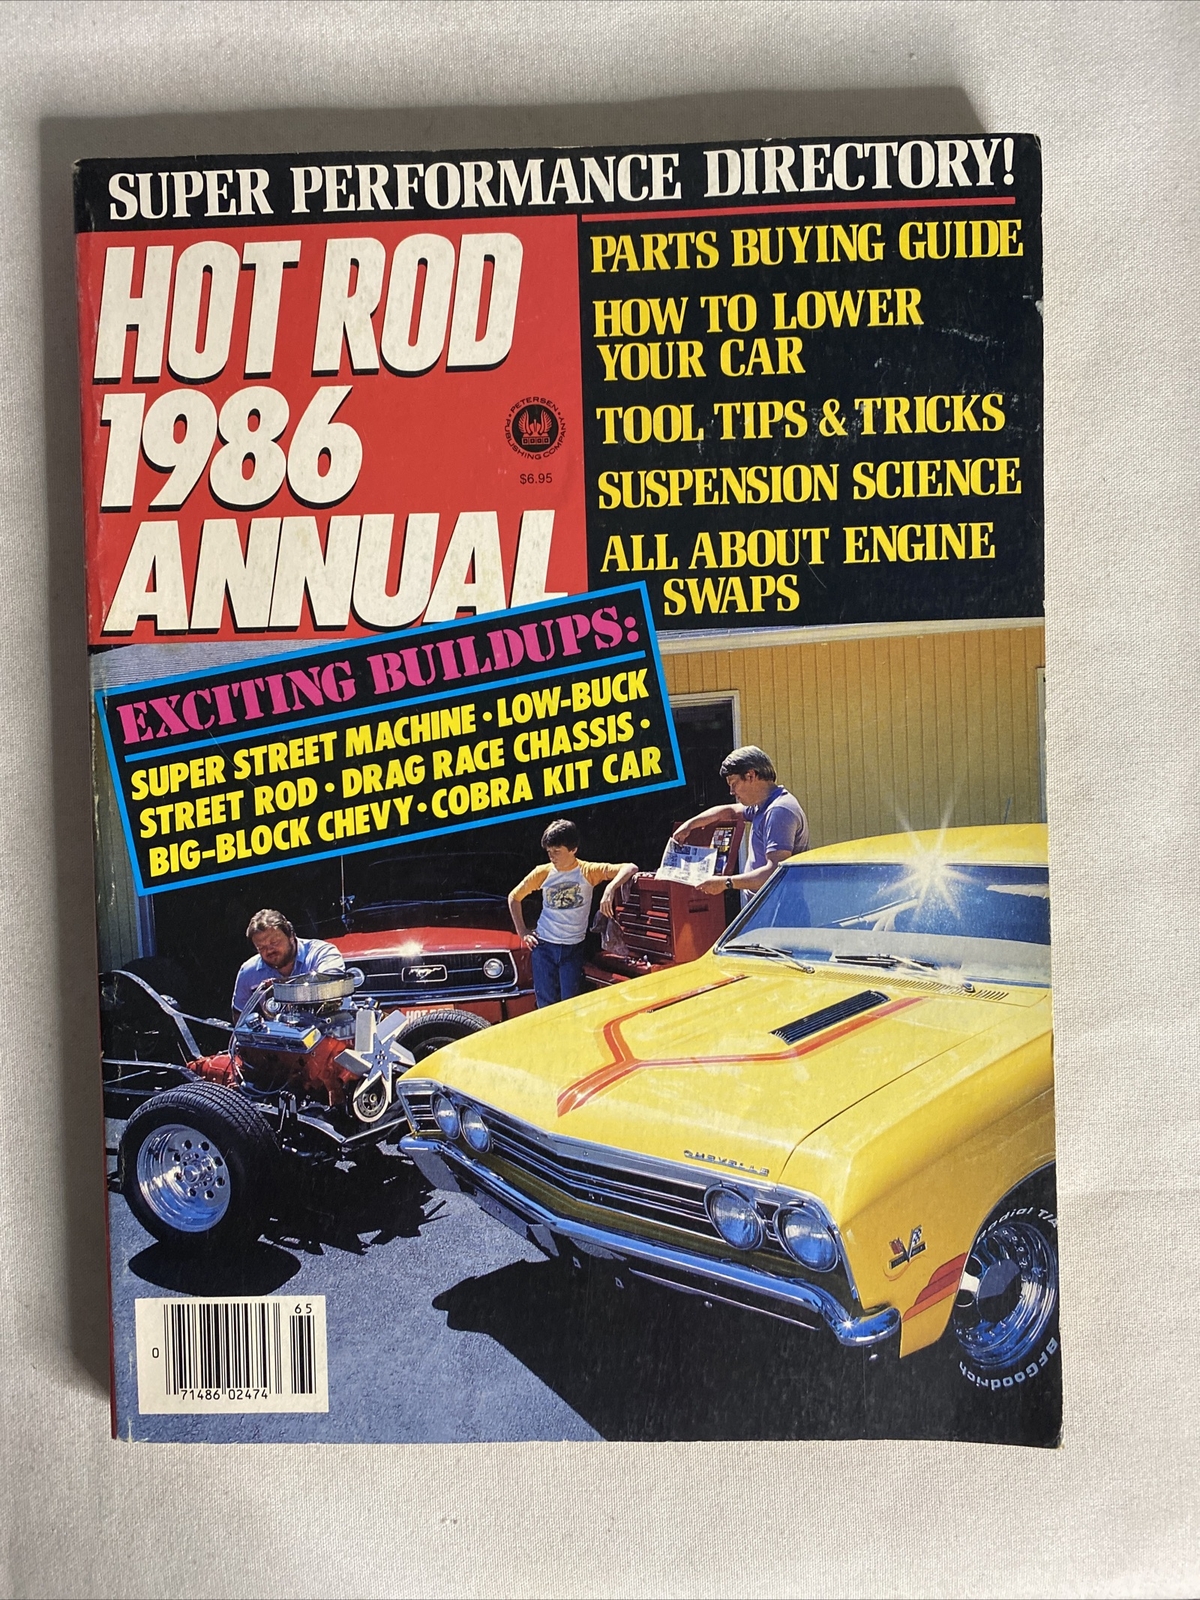 SUPER PERFORMANCE DIRECTORY!
HOT ROD
1986
ANNUAL
PETERSEN
PUBLISHING COMPANY
$6.95
PARTS BUYING GUIDE
HOW TO LOWER
YOUR CAR
TOOL TIPS & TRICKS
SUSPENSION SCIENCE
ALL ABOUT ENGINE
SWAPS
EXCITING BUILDUPS:
SUPER STREET MACHINE • LOW-BUCK
STREET ROD • DRAG RACE CHASSIS •
BIG-BLOCK CHEVY • COBRA KIT CAR
HOT
CHEVELLE
Radial T/A
BFGoodrich
65
0
71486 02474